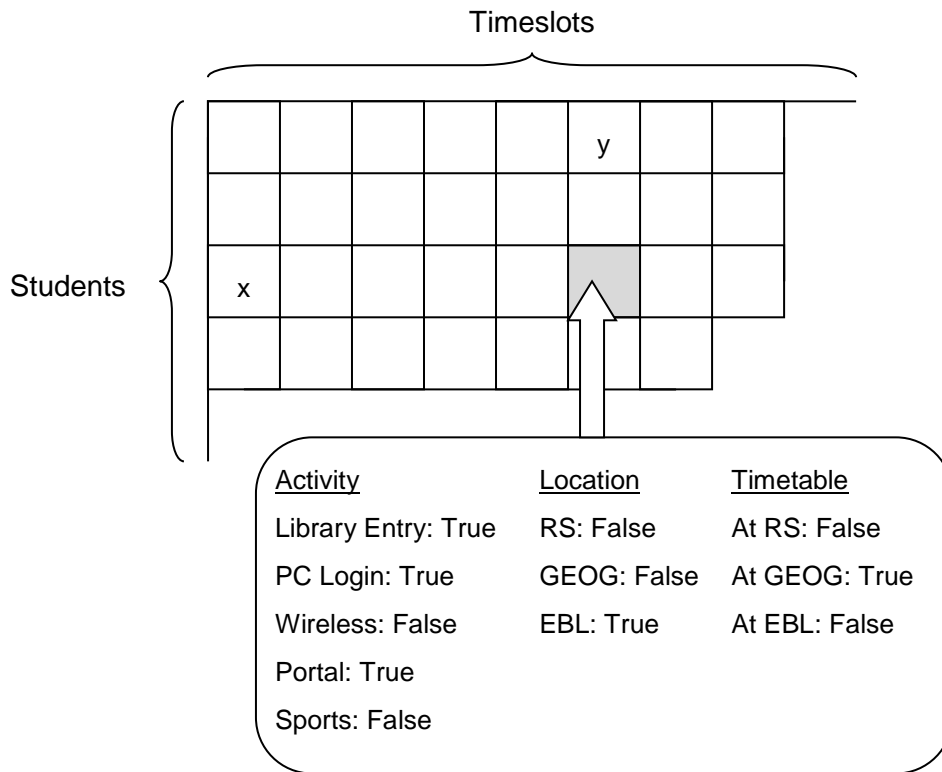 Timeslots
y
Students
x
Activity Location Timetable
Library Entry: True RS: False At RS: False
PC Login: True GEOG: False At GEOG: True
Wireless: False EBL: True At EBL: False
Portal: True
Sports: False